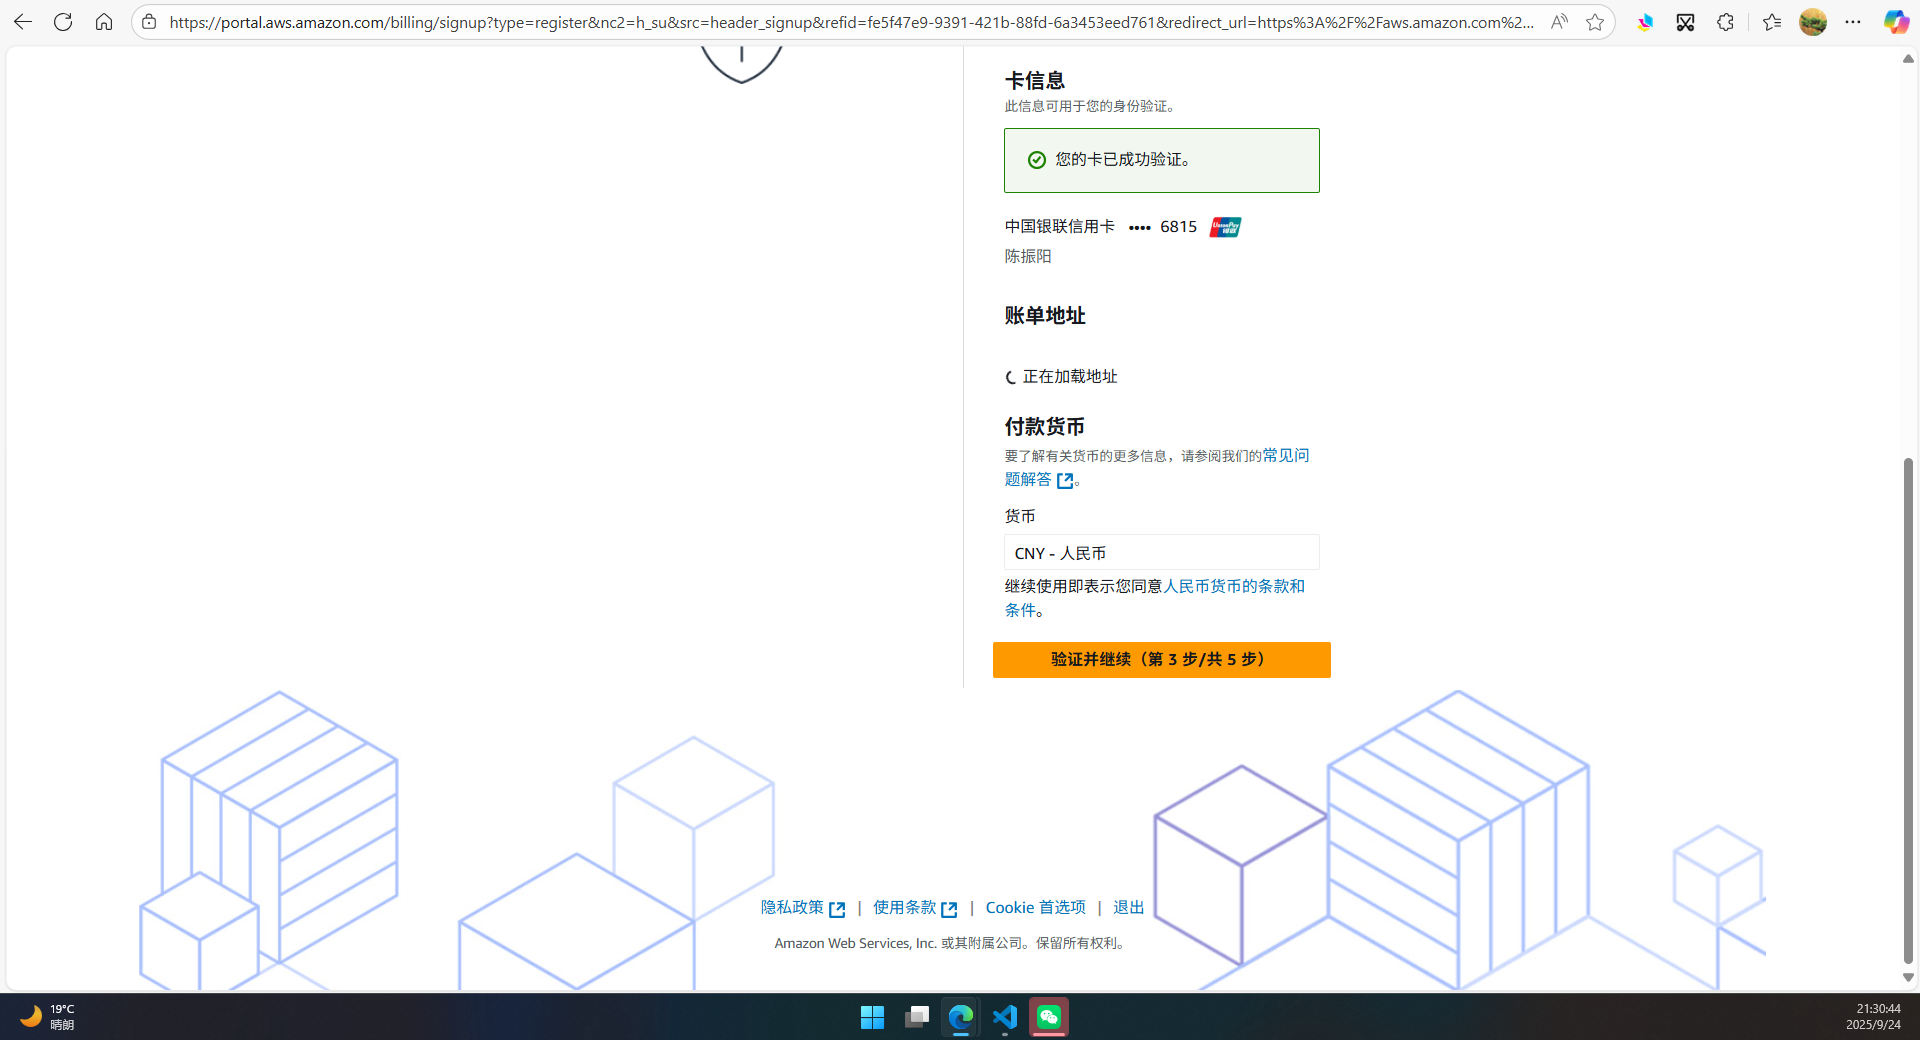 https://portal.aws.amazon.com/billing/signup?type=register&nc2=h_su&src=header_signup&refid=fe5f47e9-9391-421b-88fd-6a3453eed761&redirect_url=https%3A%2F%2Faws.amazon.com%2...
卡信息
此信息可用于您的身份验证。
您的卡已成功验证。
中国银联信用卡 •••• 6815 UnionPay 银联
陈振阳
账单地址
正在加载地址
付款货币
要了解有关货币的更多信息，请参阅我们的常见问
题解答。
货币
CNY - 人民币
继续使用即表示您同意人民币货币的条款和
条件。
验证并继续（第 3 步/共 5 步）
隐私政策 | 使用条款 | Cookie 首选项 | 退出
Amazon Web Services, Inc. 或其附属公司。保留所有权利。
19°C
晴朗
21:30:44
2025/9/24